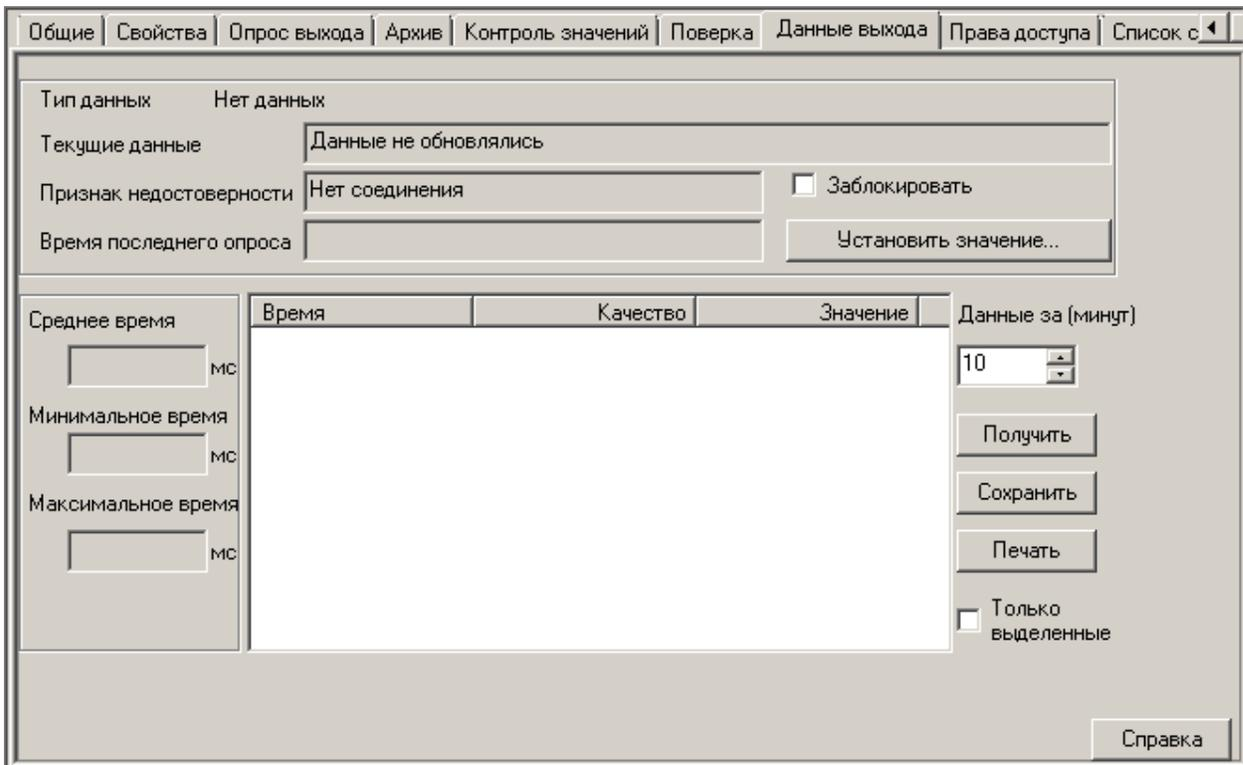 Общие Свойства Опрос выхода Архив Контроль значений Поверка Данные выхода Права доступа Список с
Тип данных Нет данных
Текущие данные Данные не обновлялись
Признак недостоверности Нет соединения Заблокировать
Время последнего опроса Установить значение...
Среднее время Время Качество Значение Данные за (минут)
мс 10
Минимальное время Получить
мс
Максимальное время Сохранить
мс Печать
Только
выделенные
Справка